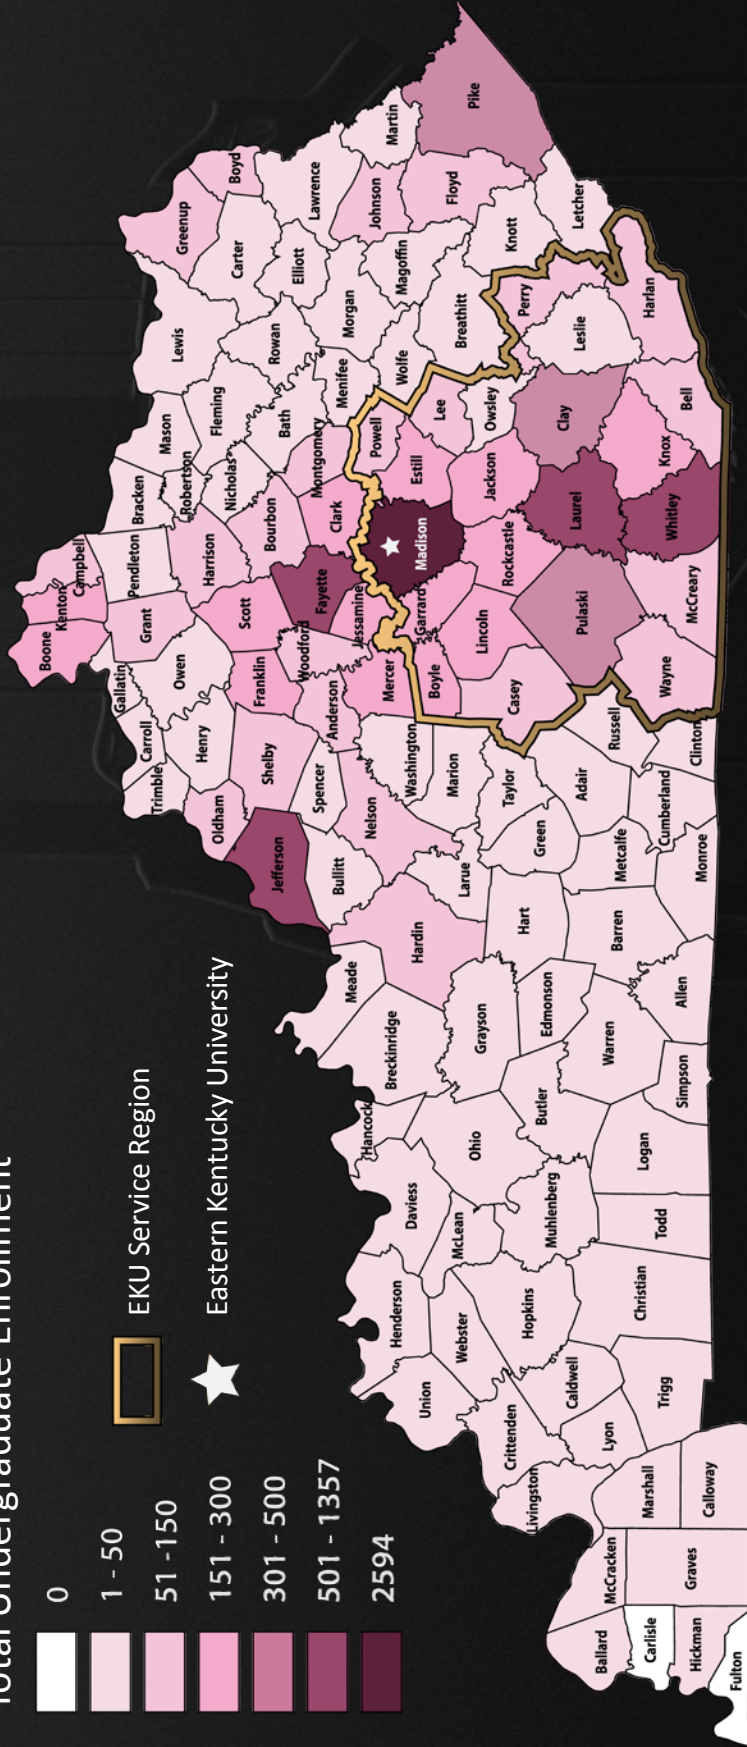 Total Undergraduate Enrollment
0
1 - 50
51 -150
151 - 300
301 - 500
501 - 1357
2594
EKU Service Region
Eastern Kentucky University
Boone
Kenton
Campbell
Gallatin
Grant
Pendleton
Bracken
Mason
Lewis
Greenup
Boyd
Trimble
Carroll
Owen
Harrison
Robertson
Nicholas
Fleming
Rowan
Carter
Elliott
Lawrence
Oldham
Henry
Franklin
Scott
Bourbon
Bath
Montgomery
Menifee
Morgan
Johnson
Martin
Jefferson
Shelby
Woodford
Fayette
Clark
Powell
Wolfe
Magoffin
Floyd
Pike
Meade
Bullitt
Spencer
Anderson
Jessamine
Mercer
Madison
Estill
Lee
Breathitt
Knott
Letcher
Hancock
Breckinridge
Hardin
Nelson
Washington
Boyle
Garrard
Lincoln
Rockcastle
Jackson
Owsley
Perry
Henderson
Daviess
Union
Webster
McLean
Ohio
Grayson
Larue
Marion
Taylor
Casey
Pulaski
Laurel
Clay
Leslie
Harlan
Crittenden
Hopkins
Muhlenberg
Butler
Edmonson
Hart
Green
Adair
Russell
Wayne
McCreary
Whitley
Knox
Bell
Livingston
Caldwell
Lyon
Christian
Todd
Logan
Warren
Simpson
Allen
Barren
Metcalfe
Monroe
Cumberland
Clinton
Ballard
McCracken
Marshall
Trigg
Carlisle
Graves
Calloway
Hickman
Fulton